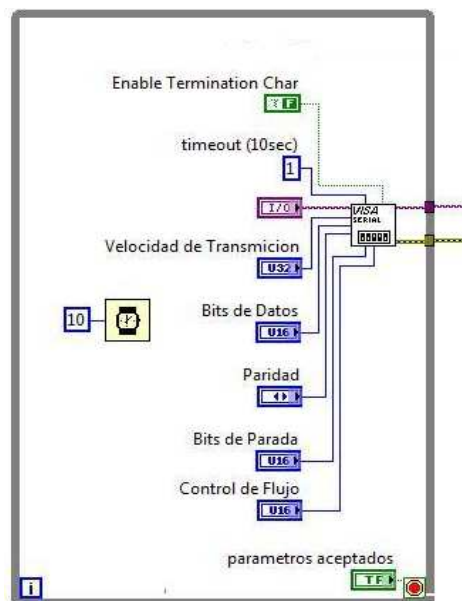 Enable Termination Char
T F
timeout (10sec)
1
I/O
VISA
SERIAL
Velocidad de Transmicion
U32
10
Bits de Datos
U16
Paridad
Bits de Parada
U16
Control de Flujo
U16
parametros aceptados
TF
i